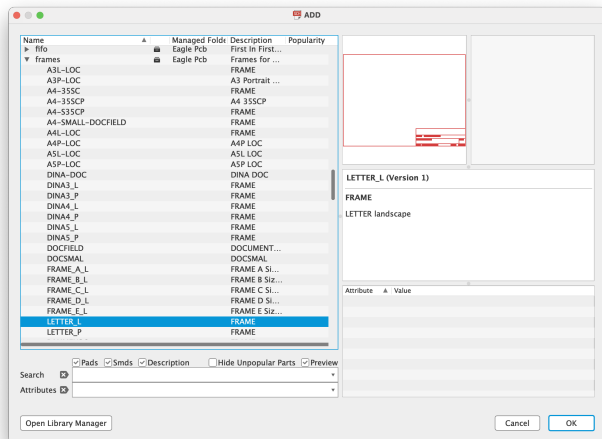 ADD
Name Managed Folde Description Popularity
fifo Eagle Pcb First In First...
frames Eagle Pcb Frames for ...
A3L-LOC FRAME
A3P-LOC A3 Portrait ...
A4-35SC FRAME
A4-35SCP A4 35SCP
A4-S35CP FRAME
A4-SMALL-DOCFIELD FRAME
A4L-LOC FRAME
A4P-LOC A4P LOC
A5L-LOC A5L LOC
A5P-LOC A5P LOC
DINA-DOC DINA DOC
DINA3_L FRAME
DINA3_P FRAME
DINA4_L FRAME
DINA4_P FRAME
DINA5_L FRAME
DINA5_P FRAME
DOCFIELD DOCUMENT...
DOCSMAL DOCSMAL
FRAME_A_L FRAME A Si...
FRAME_B_L FRAME B Siz...
FRAME_C_L FRAME C Si...
FRAME_D_L FRAME D Si...
FRAME_E_L FRAME E Siz...
LETTER_L FRAME
LETTER_P FRAME
LETTER_L (Version 1)
FRAME
LETTER landscape
Attribute Value
Pads Smds Description Hide Unpopular Parts Preview
Search
Attributes
Open Library Manager Cancel OK